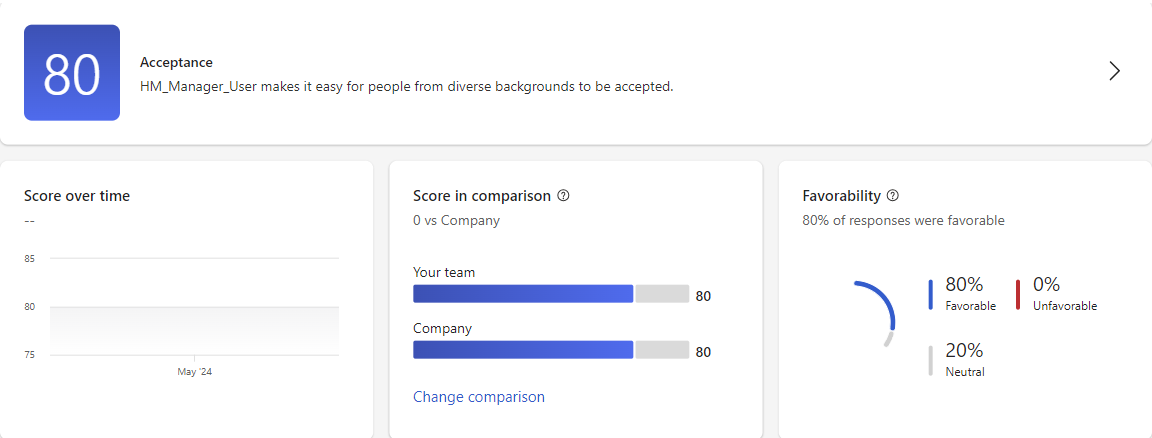 80
Acceptance
HM_Manager_User makes it easy for people from diverse backgrounds to be accepted.
Score over time
--
85
80
75
May '24
Score in comparison
0 vs Company
Your team
80
Company
80
Change comparison
Favorability
80% of responses were favorable
80%
Favorable
0%
Unfavorable
20%
Neutral